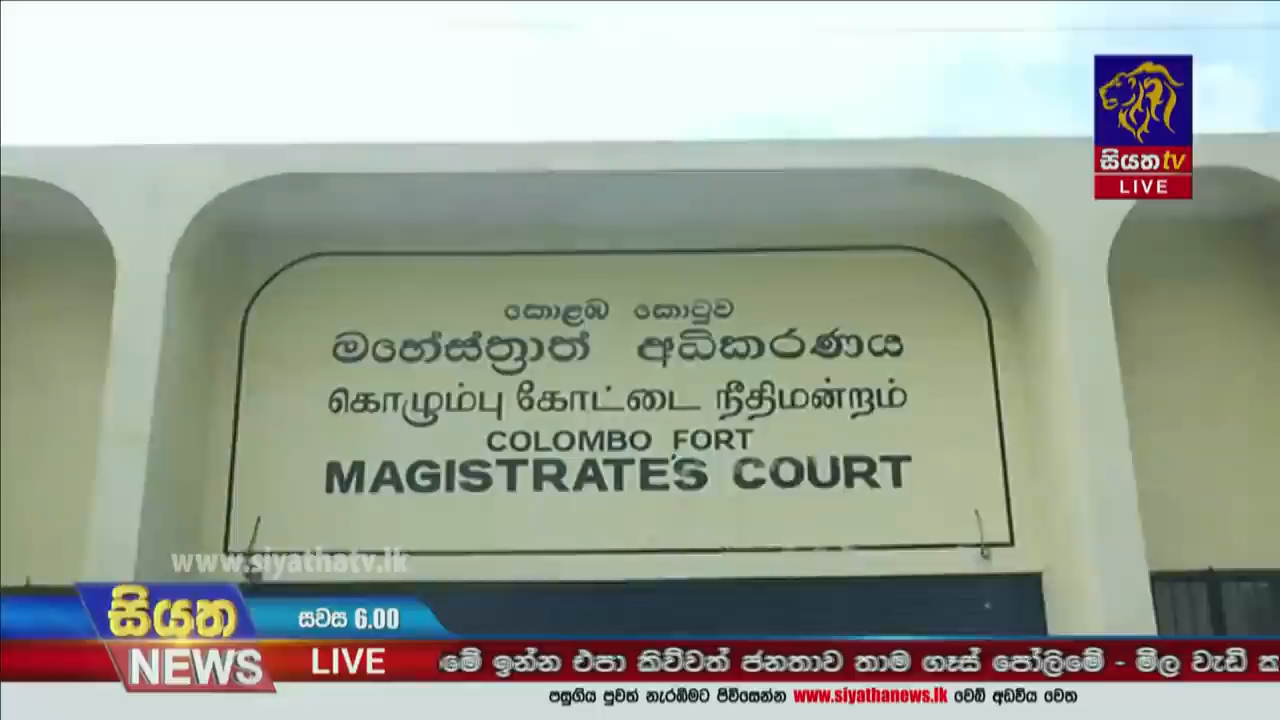 සියත tv
LIVE
කොළඹ කොටුව
මහේස්ත්‍රාත් අධිකරණය
கொழும்பு கோட்டை நீதிமன்றம்
COLOMBO FORT
MAGISTRATE'S COURT
www.siyathatv.lk
සියත
NEWS
සවස 6.00
LIVE
ඉන්න එපා කිව්වත් ජනතාව තාම ගෑස් පෝලිමේ - මිල වැඩි
පසුගිය පුවත් නැරඹීමට පිවිසෙන්න www.siyathanews.lk වෙබ් අඩවිය වෙත